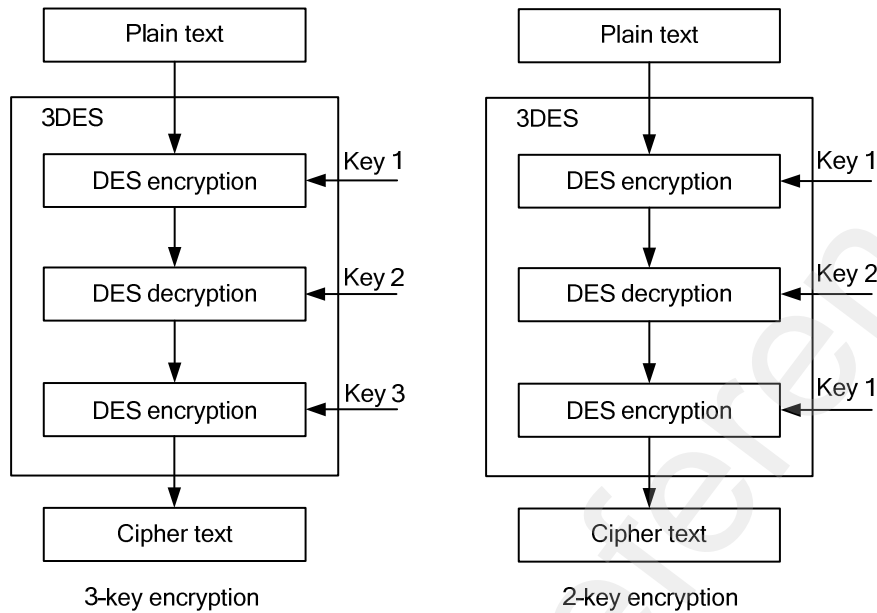 Plain text
3DES
Key 1
DES encryption
Key 2
DES decryption
Key 3
DES encryption
Cipher text
3-key encryption
Plain text
3DES
Key 1
DES encryption
Key 2
DES decryption
Key 1
DES encryption
Cipher text
2-key encryption